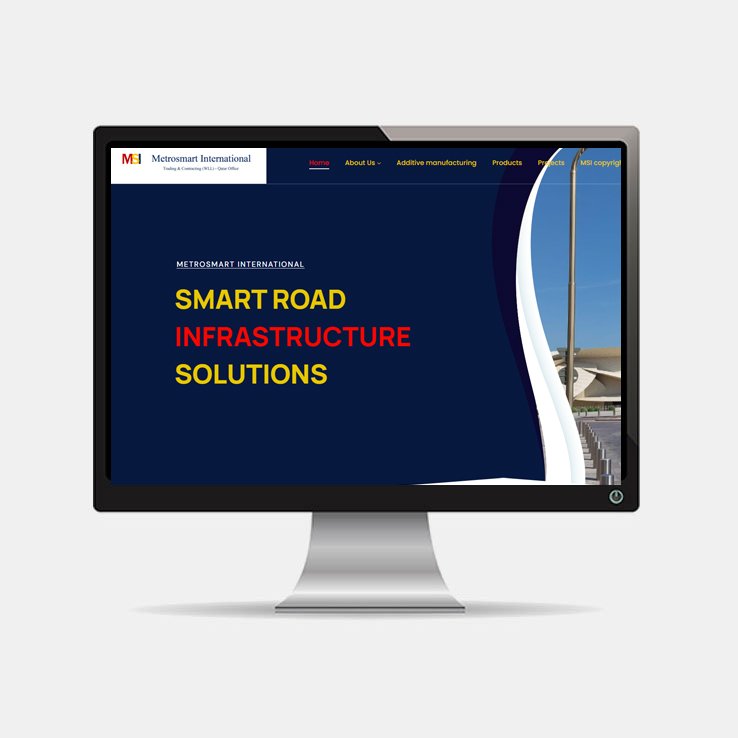 MSI Metrosmart International
Trading & Contracting (WLL) - Qatar Office
Home About Us Additive manufacturing Products Projects MSI copyrigh
METROSMART INTERNATIONAL
SMART ROAD
INFRASTRUCTURE
SOLUTIONS